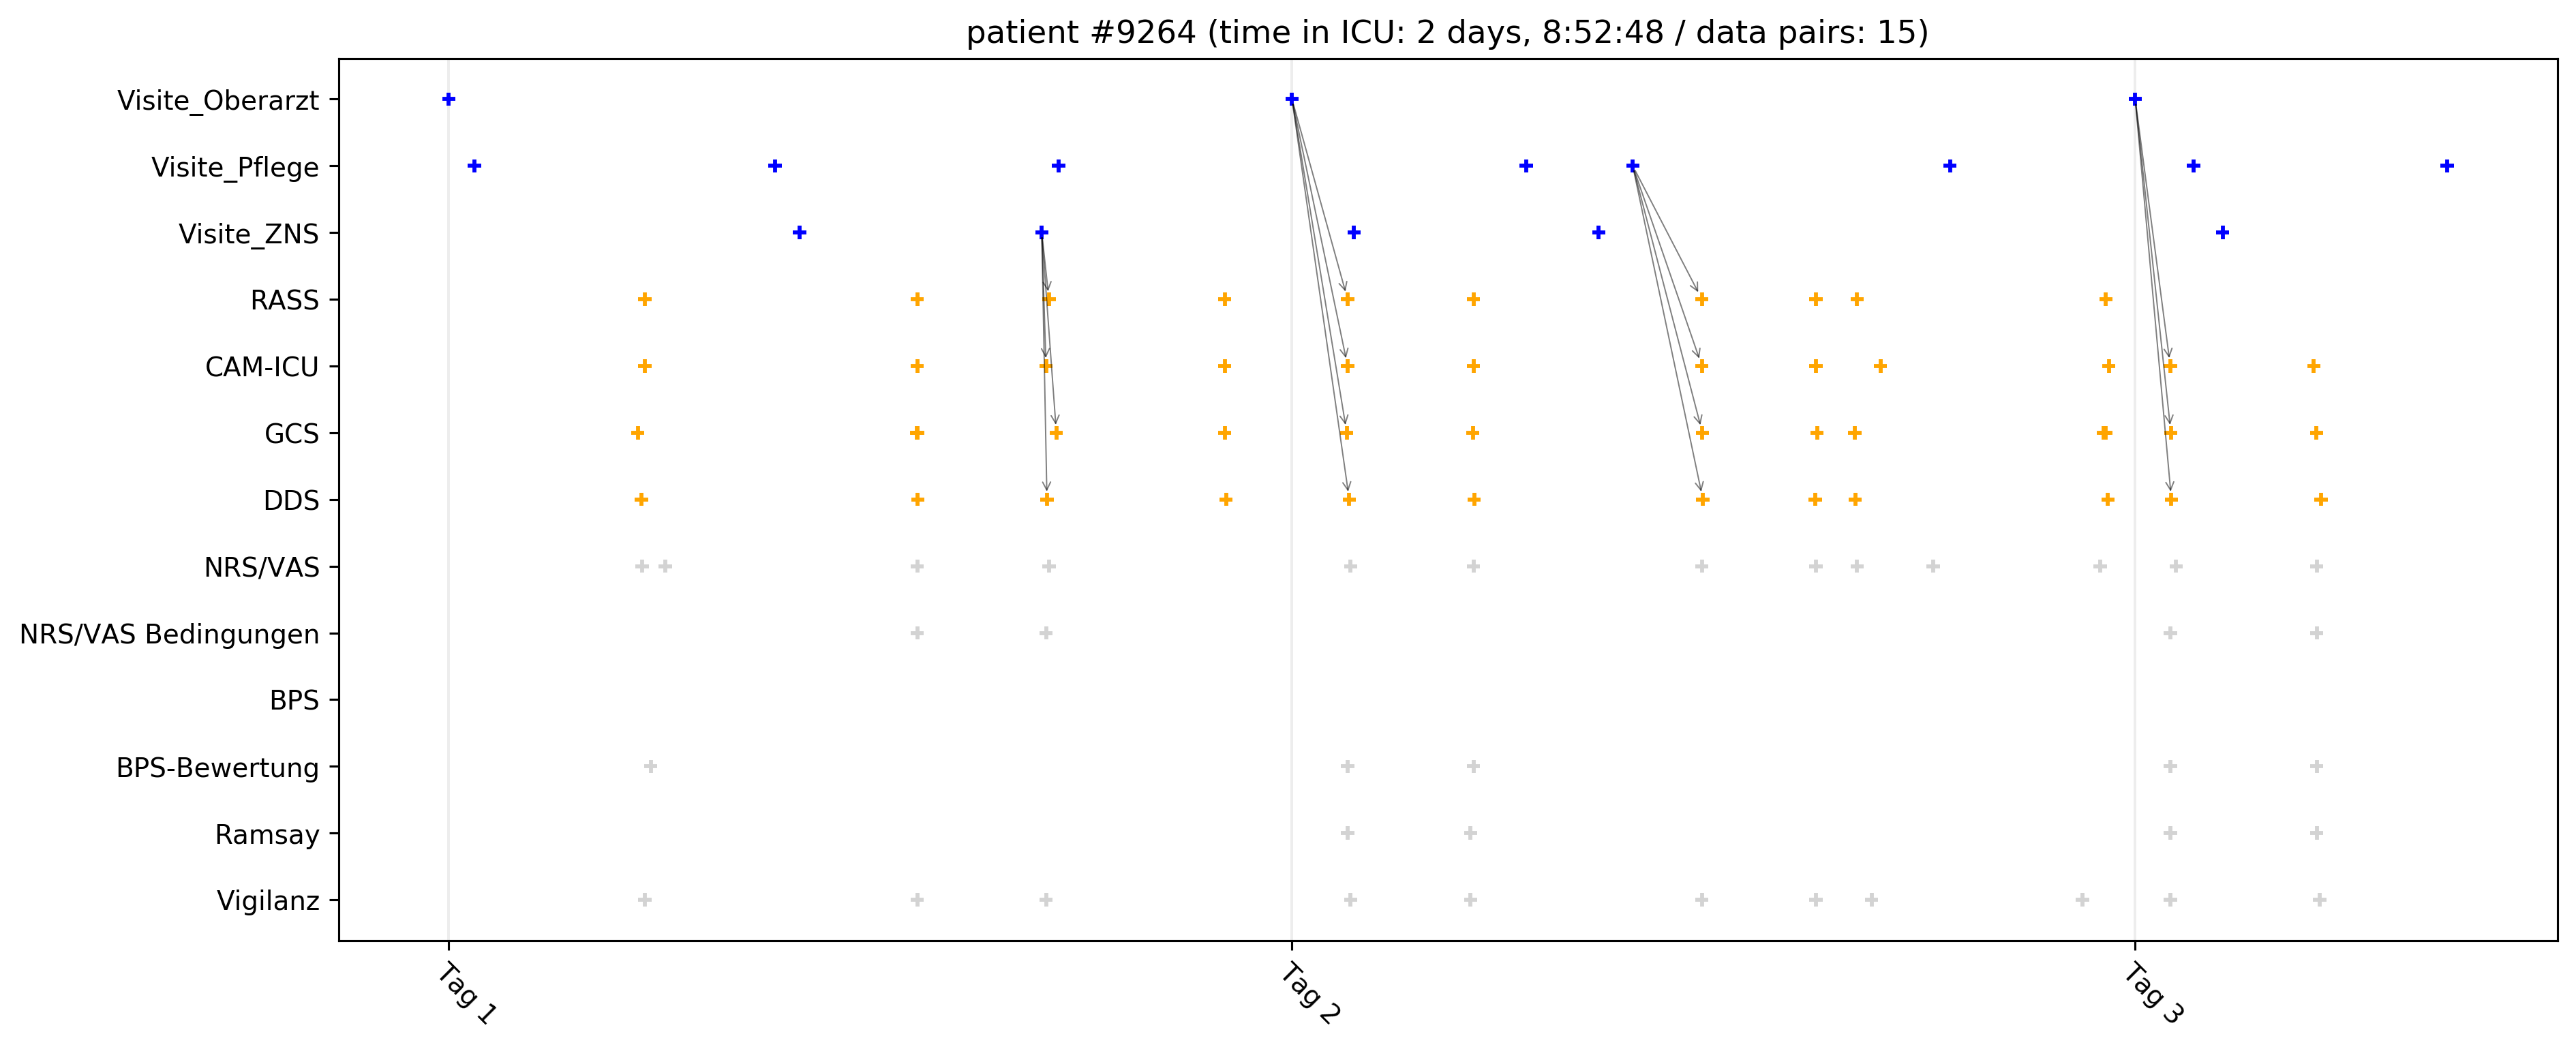 patient #9264 (time in ICU: 2 days, 8:52:48 / data pairs: 15)
Visite_Oberarzt
Visite_Pflege
Visite_ZNS
RASS
CAM-ICU
GCS
DDS
NRS/VAS
NRS/VAS Bedingungen
BPS
BPS-Bewertung
Ramsay
Vigilanz
Tag 1
Tag 2
Tag 3